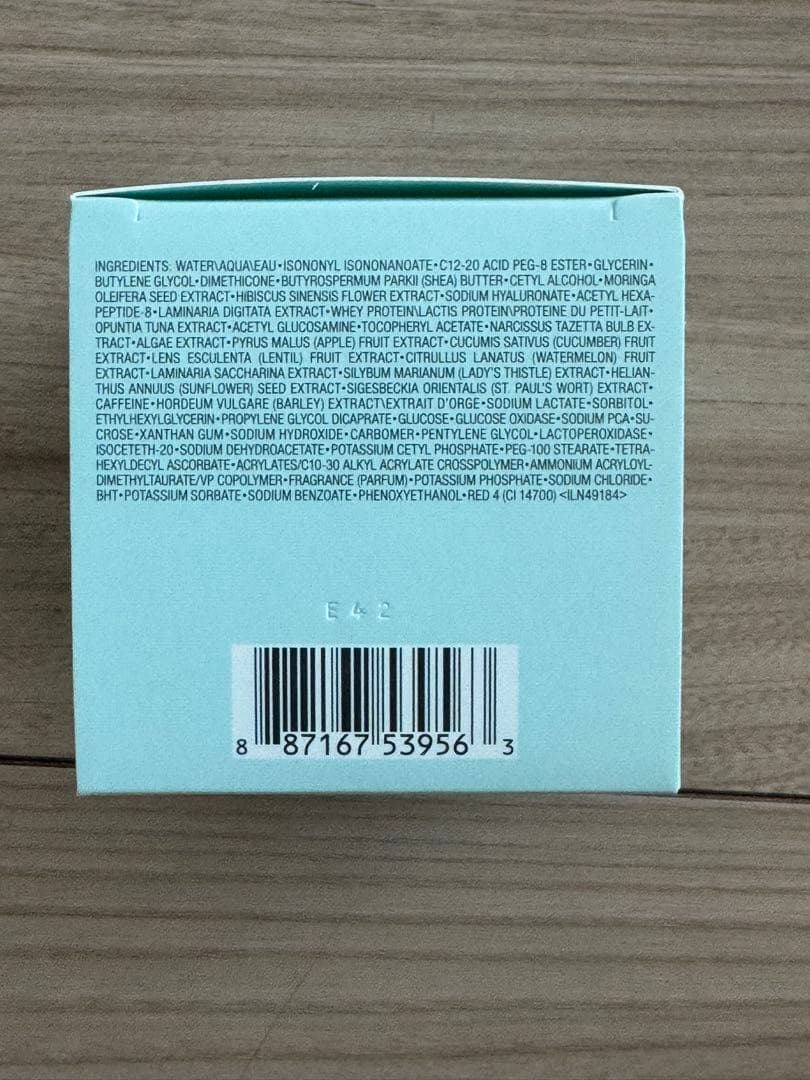 INGREDIENTS: WATER\AQUA\EAU•ISONONYL ISONONANOATE•C12-20 ACID PEG-8 ESTER•GLYCERIN•
BUTYLENE GLYCOL•DIMETHICONE•BUTYROSPERMUM PARKII (SHEA) BUTTER•CETYL ALCOHOL•MORINGA
OLEIFERA SEED EXTRACT•HIBISCUS SINENSIS FLOWER EXTRACT•SODIUM HYALURONATE•ACETYL HEXA-
PEPTIDE-8•LAMINARIA DIGITATA EXTRACT•WHEY PROTEIN\LACTIS PROTEIN\PROTEINE DU PETIT-LAIT•
OPUNTIA TUNA EXTRACT•ACETYL GLUCOSAMINE•TOCOPHERYL ACETATE•NARCISSUS TAZETTA BULB EX-
TRACT•ALGAE EXTRACT•PYRUS MALUS (APPLE) FRUIT EXTRACT•CUCUMIS SATIVUS (CUCUMBER) FRUIT
EXTRACT•LENS ESCULENTA (LENTIL) FRUIT EXTRACT•CITRULLUS LANATUS (WATERMELON) FRUIT
EXTRACT•LAMINARIA SACCHARINA EXTRACT•SILYBUM MARIANUM (LADY'S THISTLE) EXTRACT•HELIAN-
THUS ANNUUS (SUNFLOWER) SEED EXTRACT•SIGESBECKIA ORIENTALIS (ST. PAUL'S WORT) EXTRACT•
CAFFEINE•HORDEUM VULGARE (BARLEY) EXTRACT\EXTRAIT D'ORGE•SODIUM LACTATE•SORBITOL•
ETHYLHEXYLGLYCERIN•PROPYLENE GLYCOL DICAPRATE•GLUCOSE•GLUCOSE OXIDASE•SODIUM PCA•SU-
CROSE•XANTHAN GUM•SODIUM HYDROXIDE•CARBOMER•PENTYLENE GLYCOL•LACTOPEROXIDASE•
ISOCETETH-20•SODIUM DEHYDROACETATE•POTASSIUM CETYL PHOSPHATE•PEG-100 STEARATE•TETRA-
HEXYLDECYL ASCORBATE•ACRYLATES/C10-30 ALKYL ACRYLATE CROSSPOLYMER•AMMONIUM ACRYLOYL-
DIMETHYLTAURATE/VP COPOLYMER•FRAGRANCE (PARFUM)•POTASSIUM PHOSPHATE•SODIUM CHLORIDE•
BHT•POTASSIUM SORBATE•SODIUM BENZOATE•PHENOXYETHANOL•RED 4 (CI 14700) <ILN49184>
E42
8 87167 53956 3